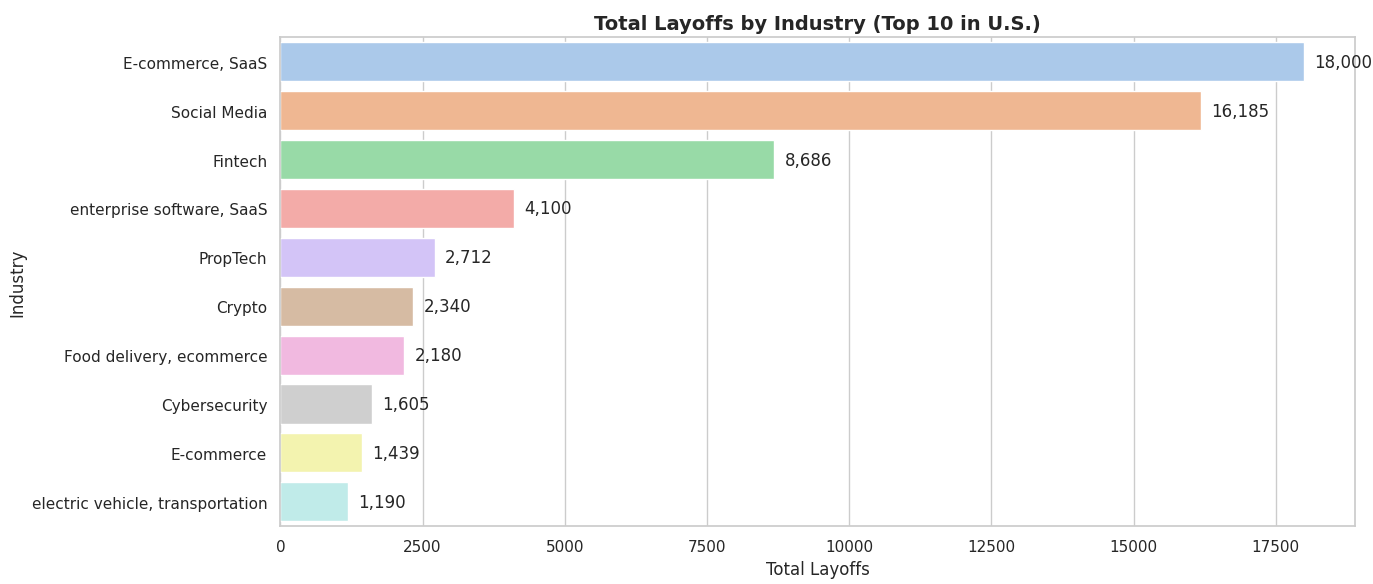 Total Layoffs by Industry (Top 10 in U.S.)
E-commerce, SaaS 18,000
Social Media 16,185
Fintech 8,686
enterprise software, SaaS 4,100
PropTech 2,712
Crypto 2,340
Food delivery, ecommerce 2,180
Cybersecurity 1,605
E-commerce 1,439
electric vehicle, transportation 1,190
Industry
0 2500 5000 7500 10000 12500 15000 17500
Total Layoffs